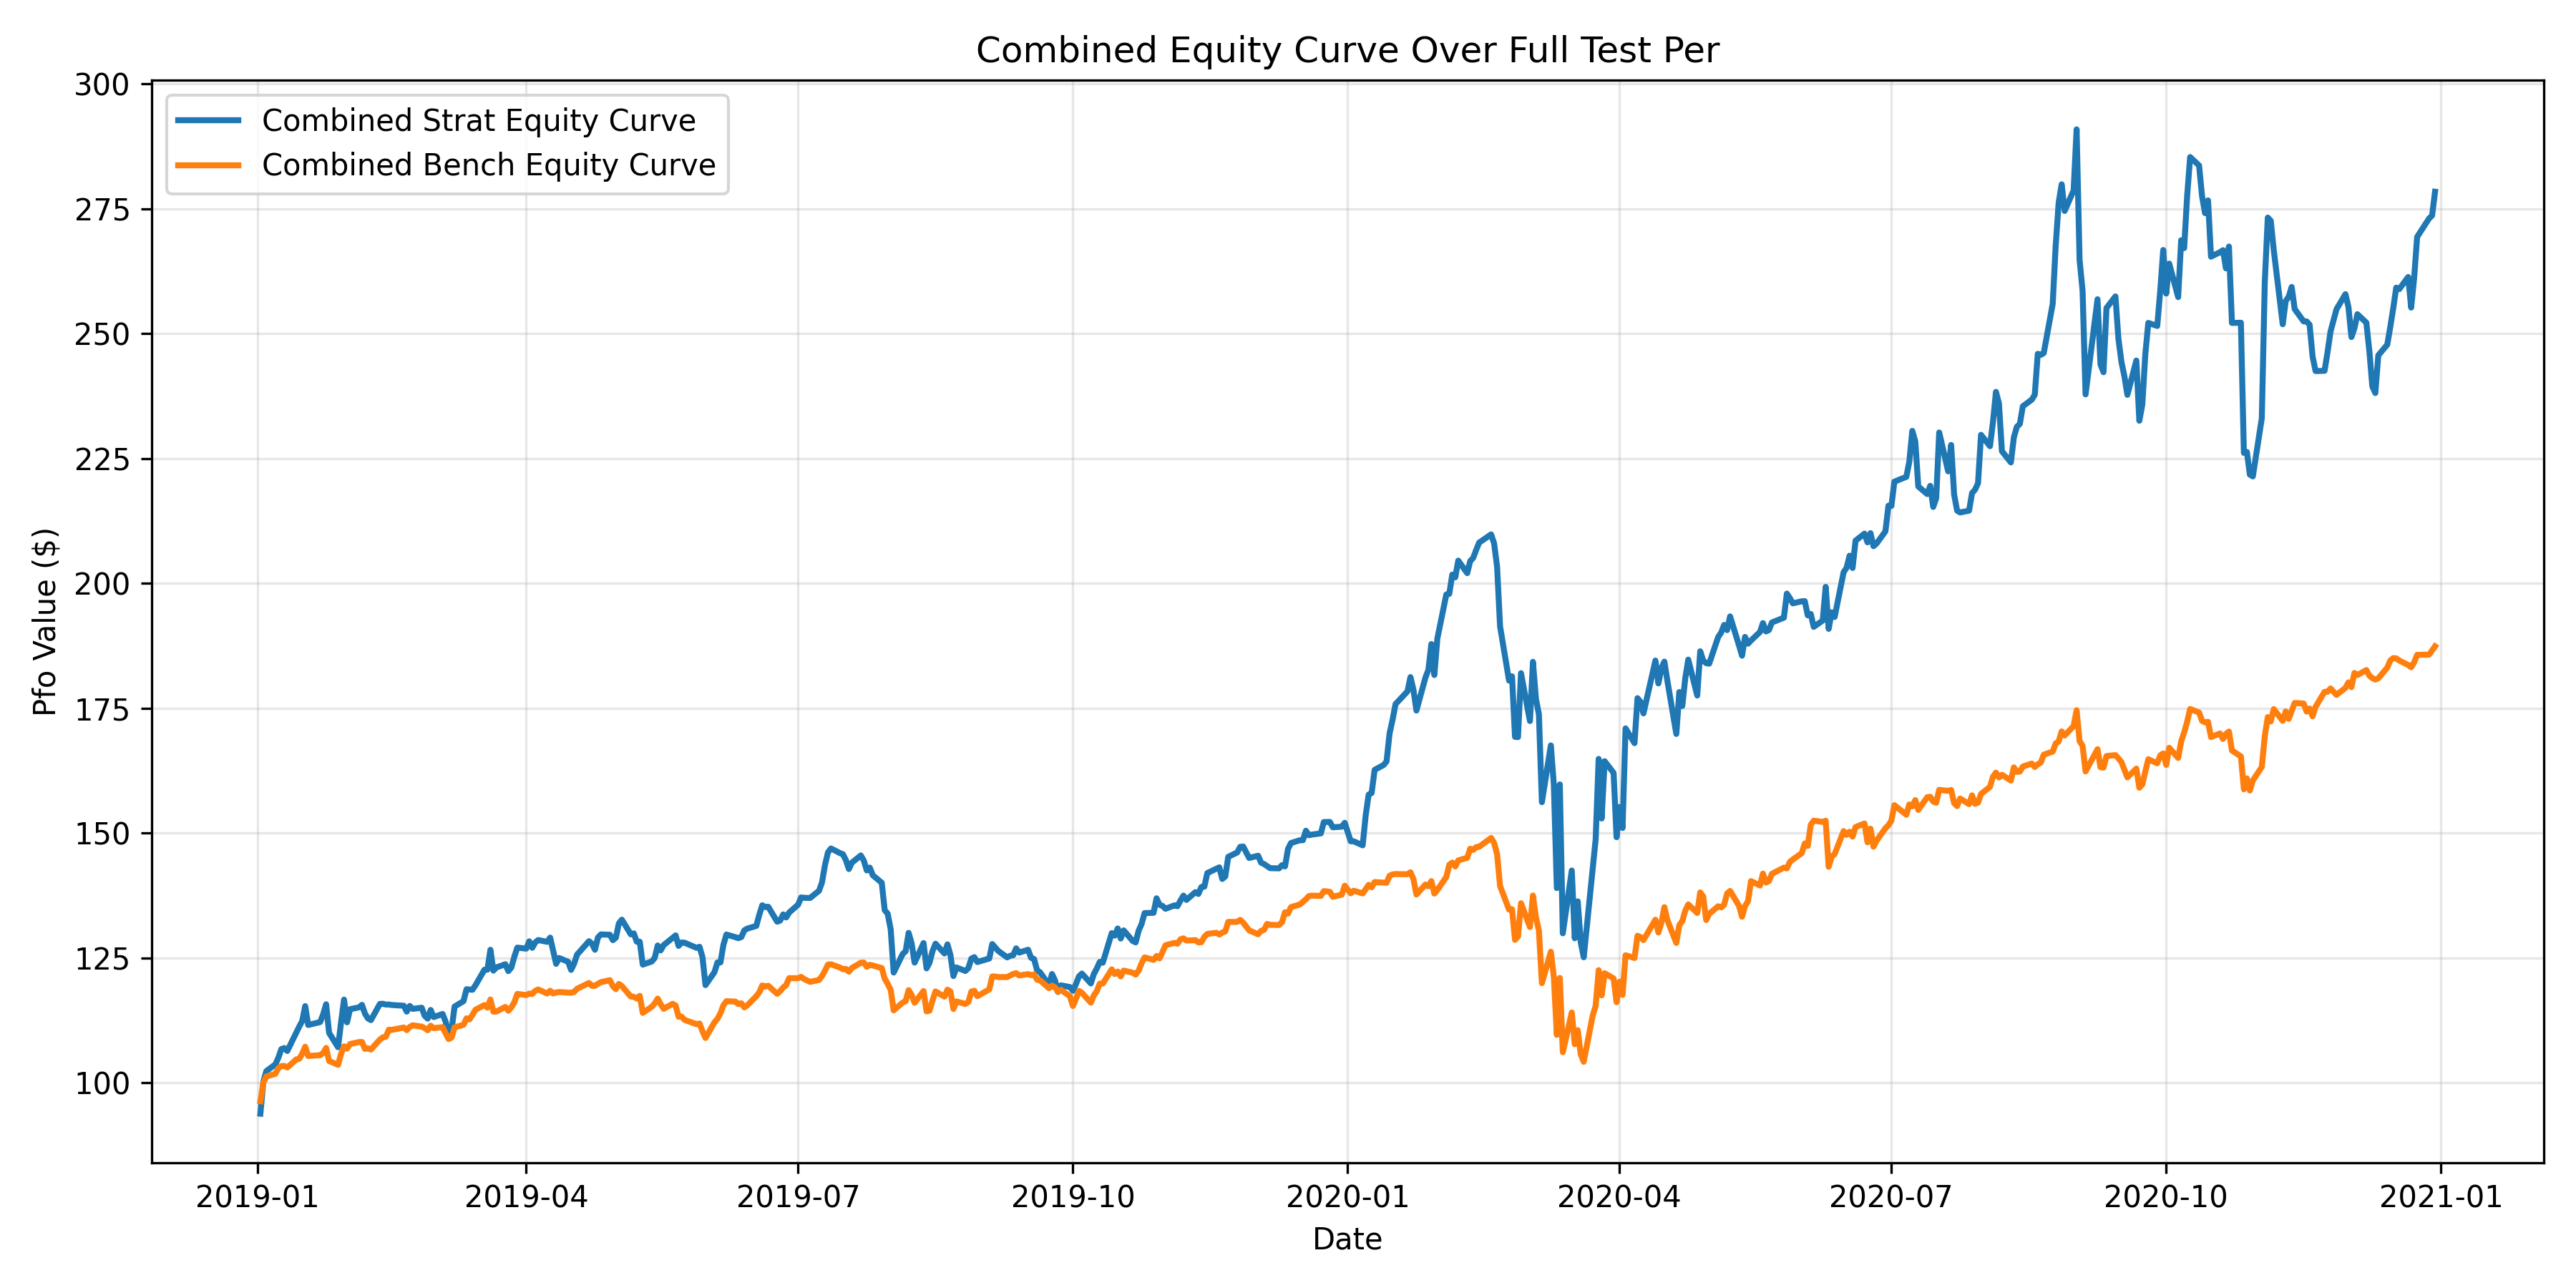 Combined Equity Curve Over Full Test Per
Combined Strat Equity Curve
Combined Bench Equity Curve
Pfo Value ($)
300
275
250
225
200
175
150
125
100
2019-01 2019-04 2019-07 2019-10 2020-01 2020-04 2020-07 2020-10 2021-01
Date